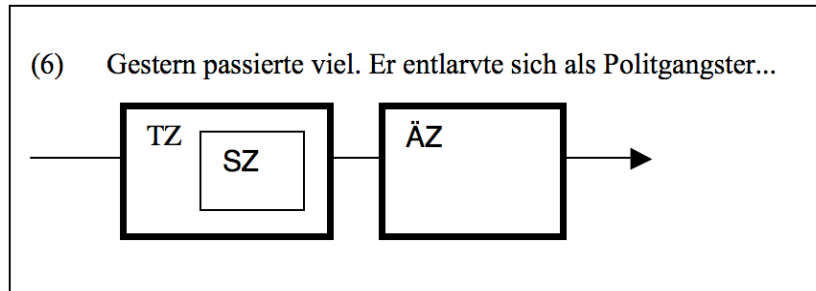 (6) Gestern passierte viel. Er entlarvte sich als Politgangster...
TZ
SZ
ÄZ